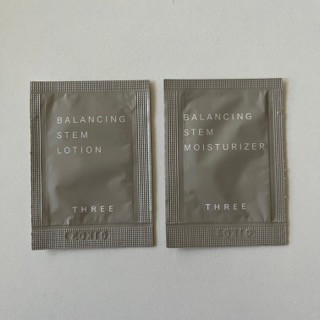 BALANCING
STEM
LOTION
THREE
BALANCING
STEM
MOISTURIZER
THREE